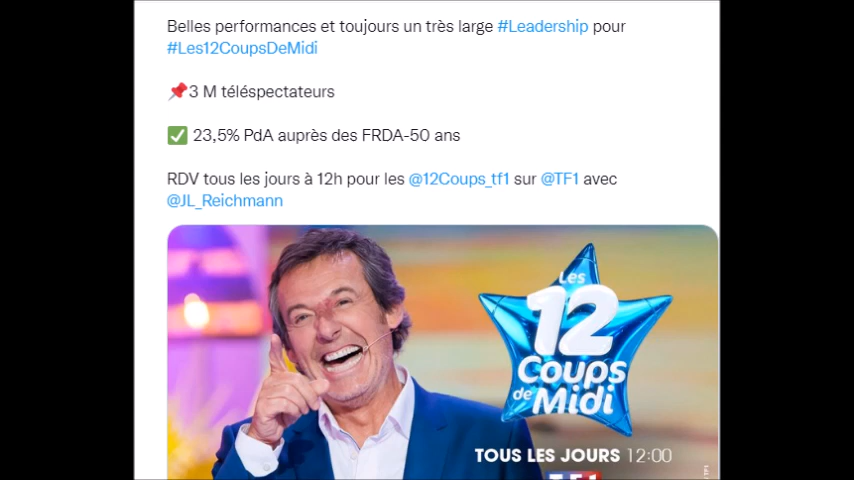 Belles performances et toujours un très large #Leadership pour
#Les12CoupsDeMidi
📌3 M téléspectateurs
✅ 23,5% PdA auprès des FRDA-50 ans
RDV tous les jours à 12h pour les @12Coups_tf1 sur @TF1 avec
@JL_Reichmann
Les
12
Coups
de Midi
TOUS LES JOURS 12:00
TF1
/ TF1